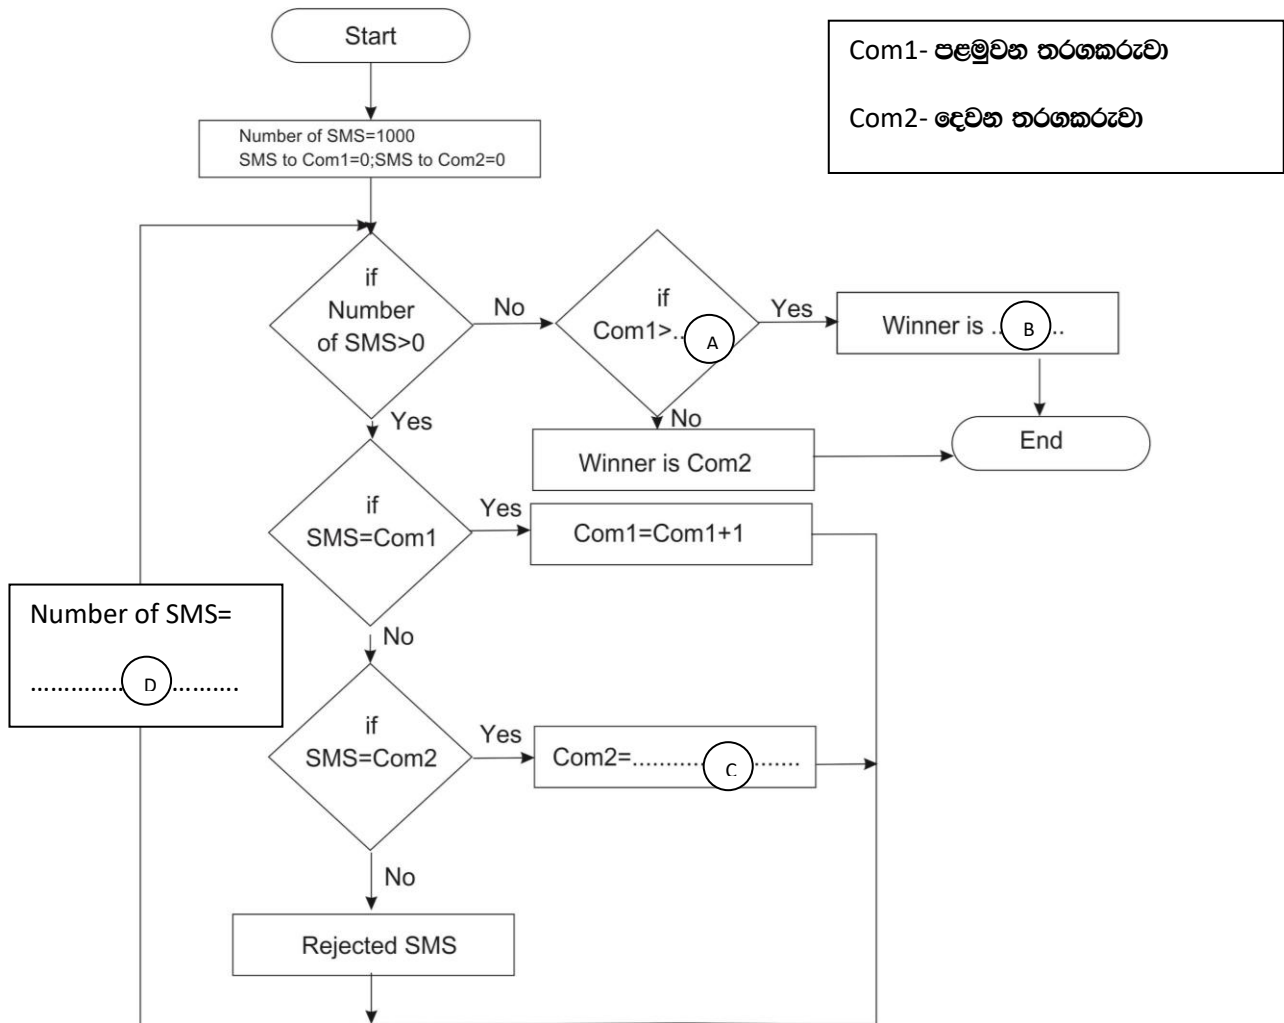 Start
Com1- පළමුවන තරගකරුවා
Com2- දෙවන තරගකරුවා
Number of SMS=1000
SMS to Com1=0;SMS to Com2=0
if
Number
of SMS>0
No
if
Com1>.. A
Yes
Winner is .. B ..
Yes
No
Winner is Com2
End
if
SMS=Com1
Yes
Com1=Com1+1
Number of SMS=
.............. D ..........
No
if
SMS=Com2
Yes
Com2=........... C .......
No
Rejected SMS